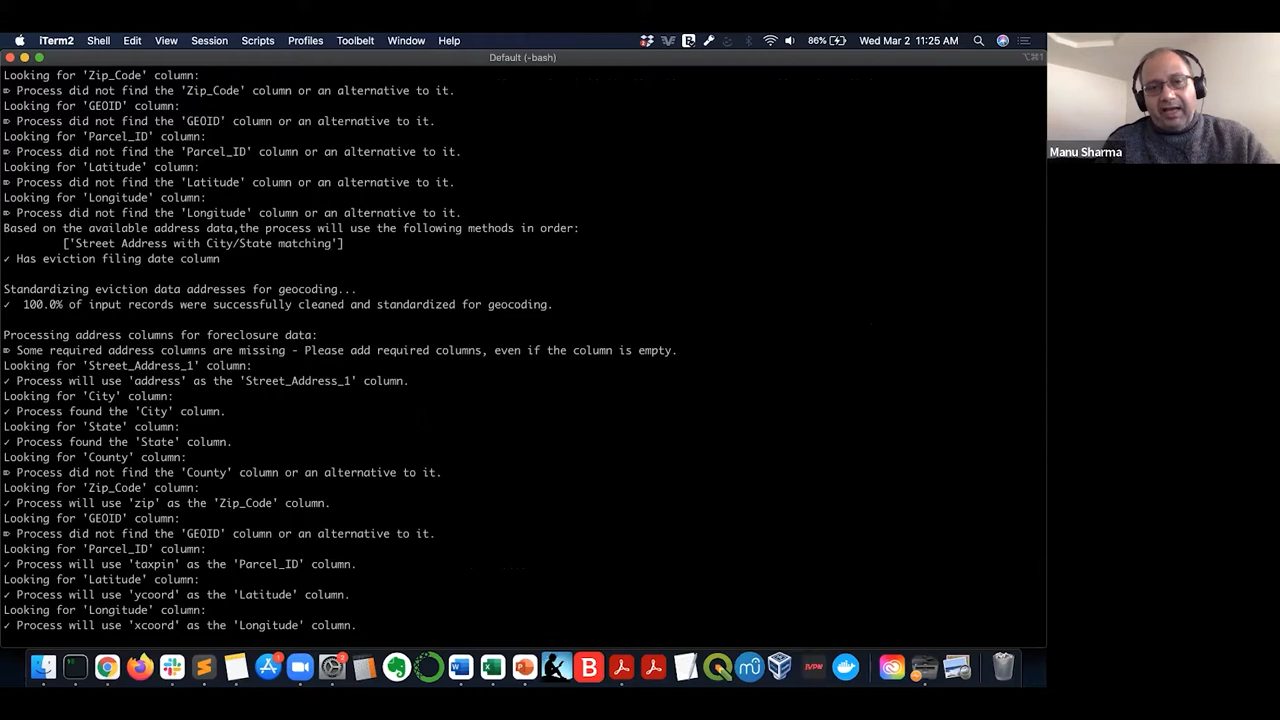 iTerm2 Shell Edit View Session Scripts Profiles Toolbelt Window Help 86% Wed Mar 2 11:25 AM
Default (-bash)
Looking for 'Zip_Code' column:
⌦ Process did not find the 'Zip_Code' column or an alternative to it.
Looking for 'GEOID' column:
⌦ Process did not find the 'GEOID' column or an alternative to it.
Looking for 'Parcel_ID' column:
⌦ Process did not find the 'Parcel_ID' column or an alternative to it.
Looking for 'Latitude' column:
⌦ Process did not find the 'Latitude' column or an alternative to it.
Looking for 'Longitude' column:
⌦ Process did not find the 'Longitude' column or an alternative to it.
Based on the available address data,the process will use the following methods in order:
['Street Address with City/State matching']
✓ Has eviction filing date column
Standardizing eviction data addresses for geocoding...
✓ 100.0% of input records were successfully cleaned and standardized for geocoding.
Processing address columns for foreclosure data:
⌦ Some required address columns are missing - Please add required columns, even if the column is empty.
Looking for 'Street_Address_1' column:
✓ Process will use 'address' as the 'Street_Address_1' column.
Looking for 'City' column:
✓ Process found the 'City' column.
Looking for 'State' column:
✓ Process found the 'State' column.
Looking for 'County' column:
⌦ Process did not find the 'County' column or an alternative to it.
Looking for 'Zip_Code' column:
✓ Process will use 'zip' as the 'Zip_Code' column.
Looking for 'GEOID' column:
⌦ Process did not find the 'GEOID' column or an alternative to it.
Looking for 'Parcel_ID' column:
✓ Process will use 'taxpin' as the 'Parcel_ID' column.
Looking for 'Latitude' column:
✓ Process will use 'ycoord' as the 'Latitude' column.
Looking for 'Longitude' column:
✓ Process will use 'xcoord' as the 'Longitude' column.
Manu Sharma